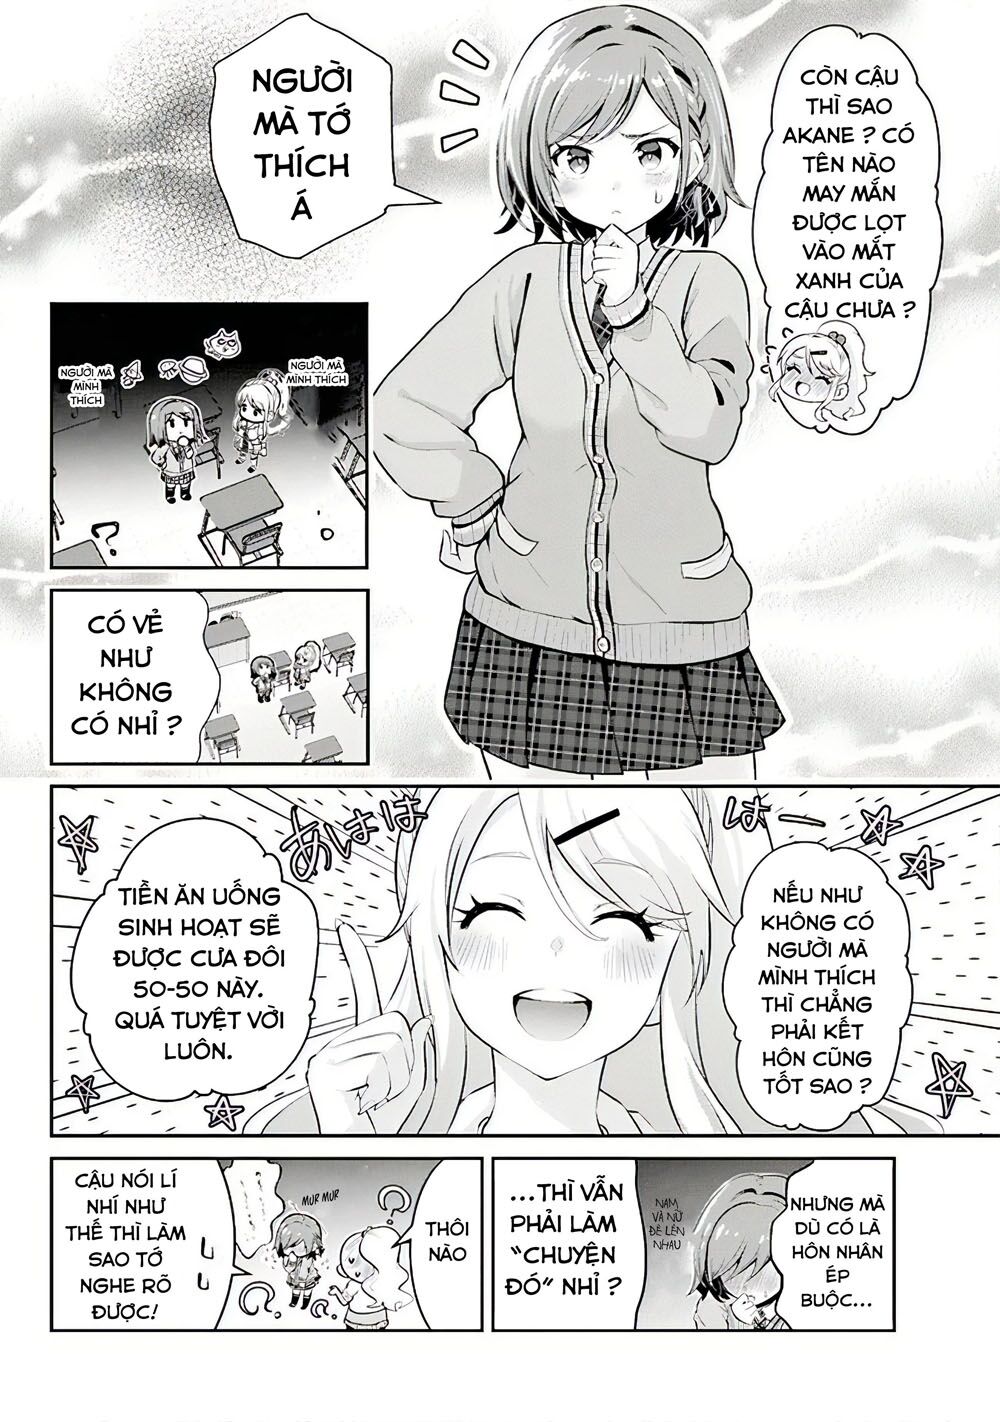 CÒN CẬU
THÌ SAO
AKANE ? CÓ
TÊN NÀO
MAY MẮN
ĐƯỢC LỌT
VÀO MẮT
XANH CỦA
CẬU CHƯA ?
NGƯỜI
MÀ TỚ
THÍCH
Á
NGƯỜI MÀ
MÌNH THÍCH
NGƯỜI MÀ
MÌNH
THÍCH
?
CÓ VẺ
NHƯ
KHÔNG
CÓ NHỈ ?
はー
NẾU NHƯ
KHÔNG CÓ
NGƯỜI MÀ
MÌNH THÍCH
THÌ CHẲNG
PHẢI KẾT
HÔN CŨNG
TỐT SAO ?
あはは
TIỀN ĂN UỐNG
SINH HOẠT SẼ
ĐƯỢC CƯA ĐÔI
50-50 NÀY.
QUÁ TUYỆT VỜI
LUÔN.
NHƯNG MÀ
DÙ CÓ LÀ
HÔN NHÂN
ÉP
BUỘC...
NAM
VÀ NỮ
ĐÈ LÊN
NHAU
...THÌ VẪN
PHẢI LÀM
"CHUYỆN
ĐÓ" NHỈ ?
THÔI
NÀO
?
MUR MUR
?
CẬU NÓI LÍ
NHÍ NHƯ
THẾ THÌ LÀM
SAO TỚ
NGHE RÕ
ĐƯỢC!